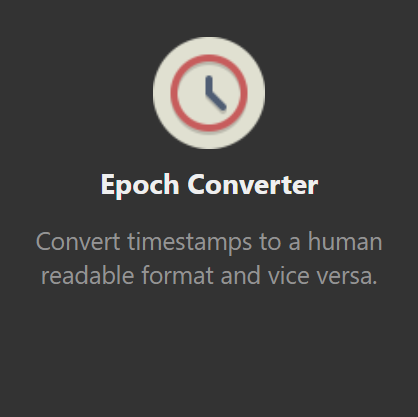 Epoch Converter
Convert timestamps to a human
readable format and vice versa.